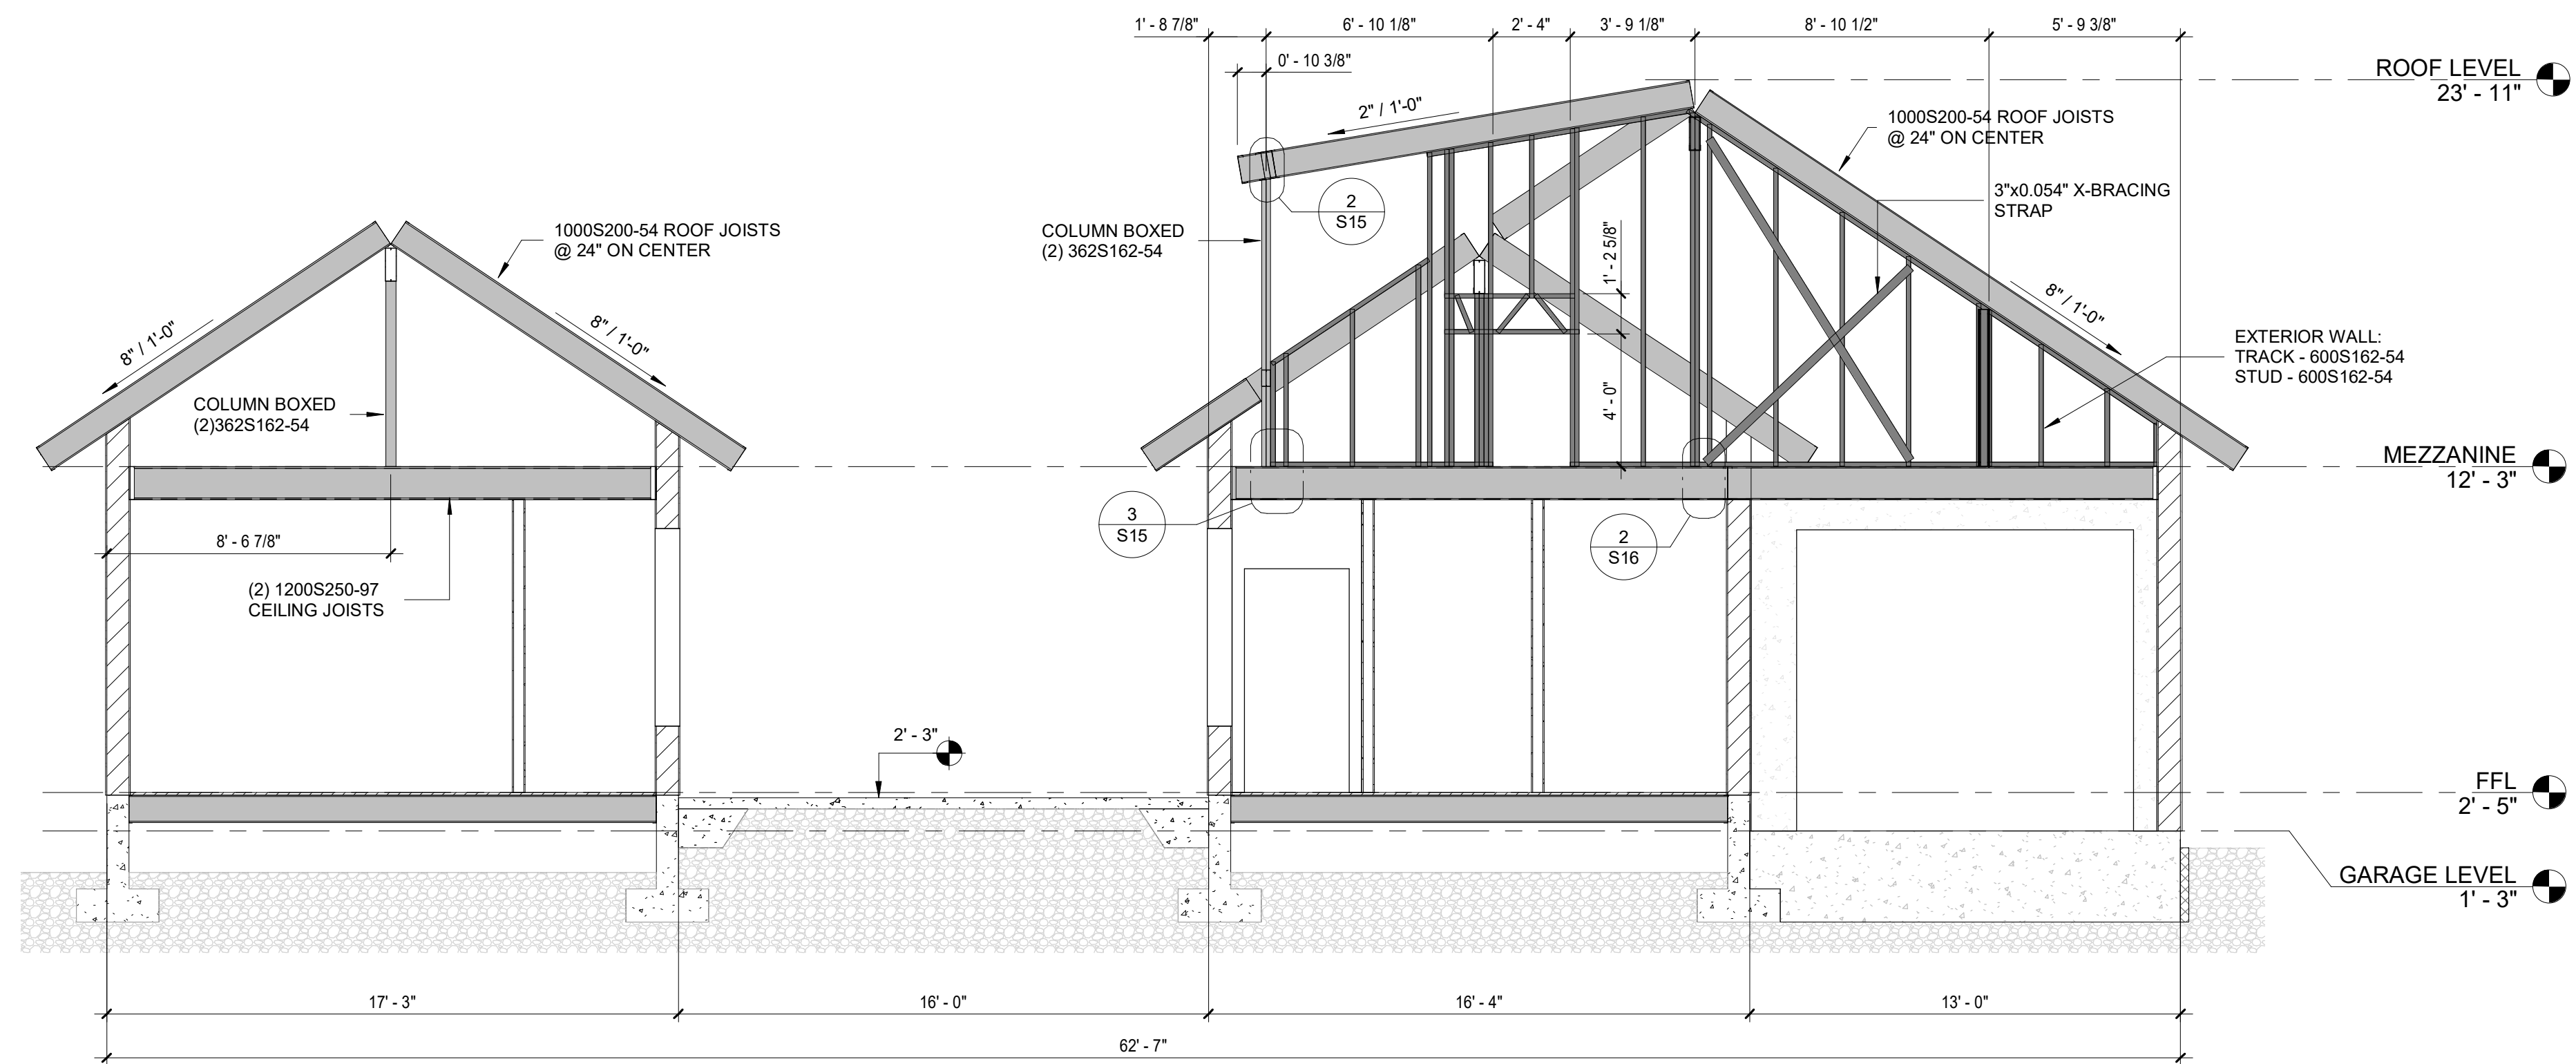 1' - 8 7/8"
6' - 10 1/8"
2' - 4"
3' - 9 1/8"
8' - 10 1/2"
5' - 9 3/8"
0' - 10 3/8"
ROOF LEVEL
23' - 11"
2" / 1'-0"
1000S200-54 ROOF JOISTS
@ 24" ON CENTER
3"x0.054" X-BRACING
STRAP
2
S15
COLUMN BOXED
(2) 362S162-54
1000S200-54 ROOF JOISTS
@ 24" ON CENTER
1' - 2 5/8"
8" / 1'-0"
8" / 1'-0"
8" / 1'-0"
EXTERIOR WALL:
TRACK - 600S162-54
STUD - 600S162-54
4' - 0"
COLUMN BOXED
(2)362S162-54
MEZZANINE
12' - 3"
3
S15
2
S16
8' - 6 7/8"
(2) 1200S250-97
CEILING JOISTS
2' - 3"
FFL
2' - 5"
GARAGE LEVEL
1' - 3"
17' - 3"
16' - 0"
16' - 4"
13' - 0"
62' - 7"